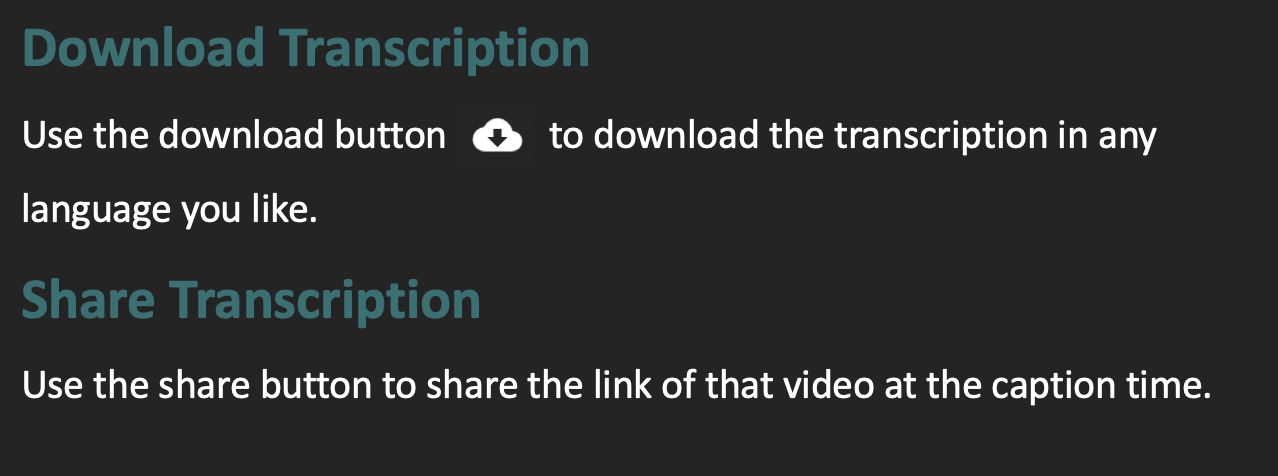 Download Transcription
Use the download button to download the transcription in any
language you like.
Share Transcription
Use the share button to share the link of that video at the caption time.